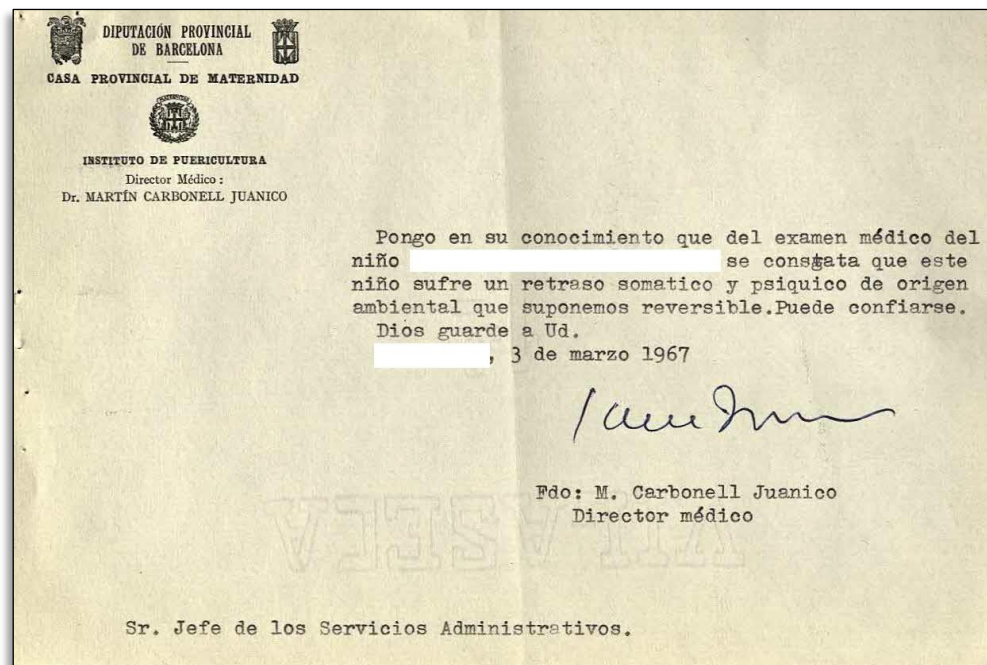 DIPUTACIÓN PROVINCIAL
DE BARCELONA
CASA PROVINCIAL DE MATERNIDAD
INSTITUTO DE PUERICULTURA
Director Médico:
Dr. MARTÍN CARBONELL JUANICO
Pongo en su conocimiento que del examen médico del
niño se constata que este
niño sufre un retraso somatico y psiquico de origen
ambiental que suponemos reversible.Puede confiarse.
Dios guarde a Ud.
, 3 de marzo 1967
Fdo: M. Carbonell Juanico
Director médico
VILASECA
Sr. Jefe de los Servicios Administrativos.